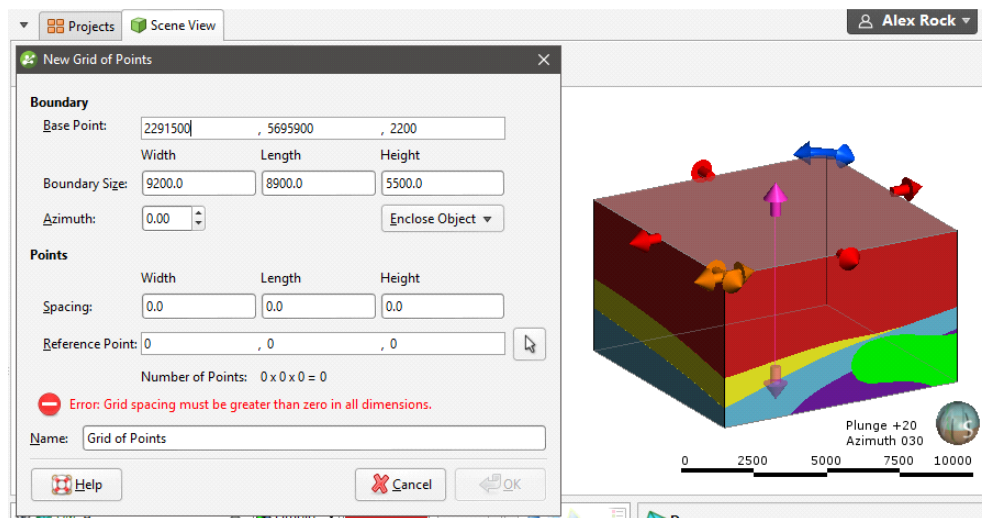 Projects Scene View Alex Rock
New Grid of Points
Boundary
Base Point: 2291500 , 5695900 , 2200
Width Length Height
Boundary Size: 9200.0 8900.0 5500.0
Azimuth: 0.00 Enclose Object
Points
Width Length Height
Spacing: 0.0 0.0 0.0
Reference Point: 0 , 0 , 0
Number of Points: 0 x 0 x 0 = 0
Error: Grid spacing must be greater than zero in all dimensions.
Name: Grid of Points
Help Cancel OK
Plunge +20
Azimuth 030
0 2500 5000 7500 10000
S